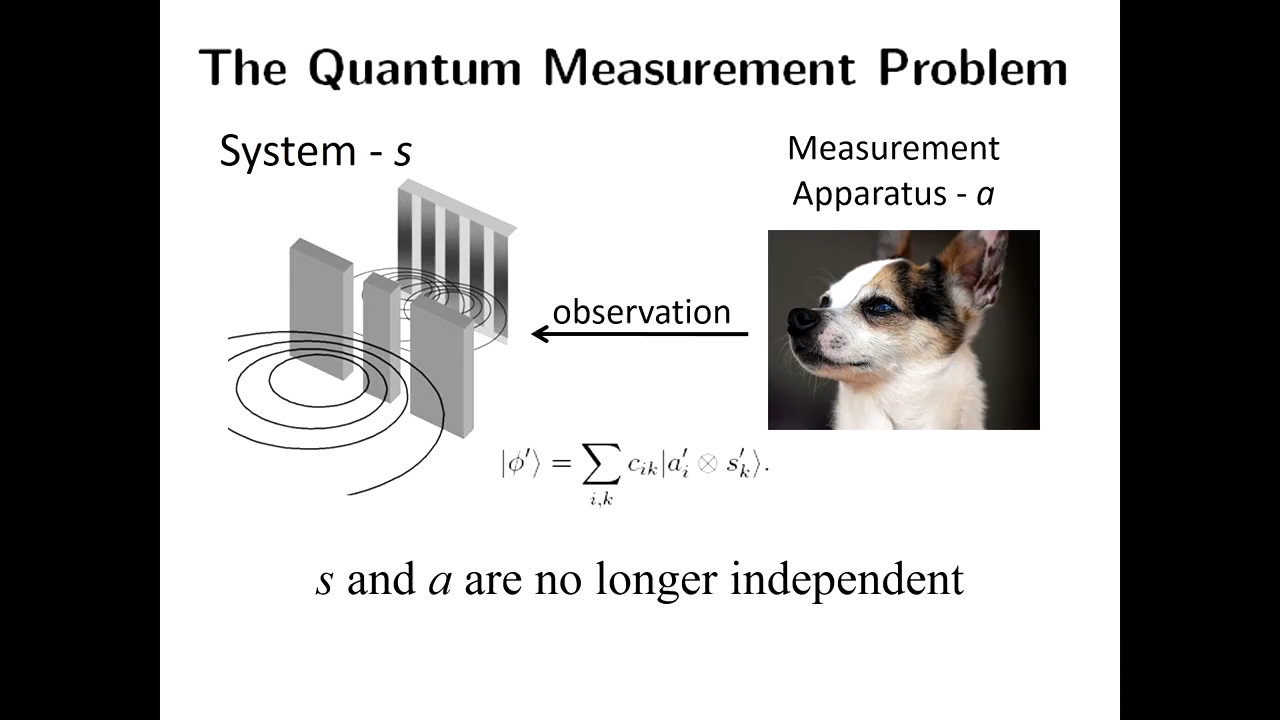 The Quantum Measurement Problem
System - s
Measurement
Apparatus - a
observation
|ϕ′⟩ = ∑_{i,k} c_{ik}|a′_i ⊗ s′_k⟩.
s and a are no longer independent